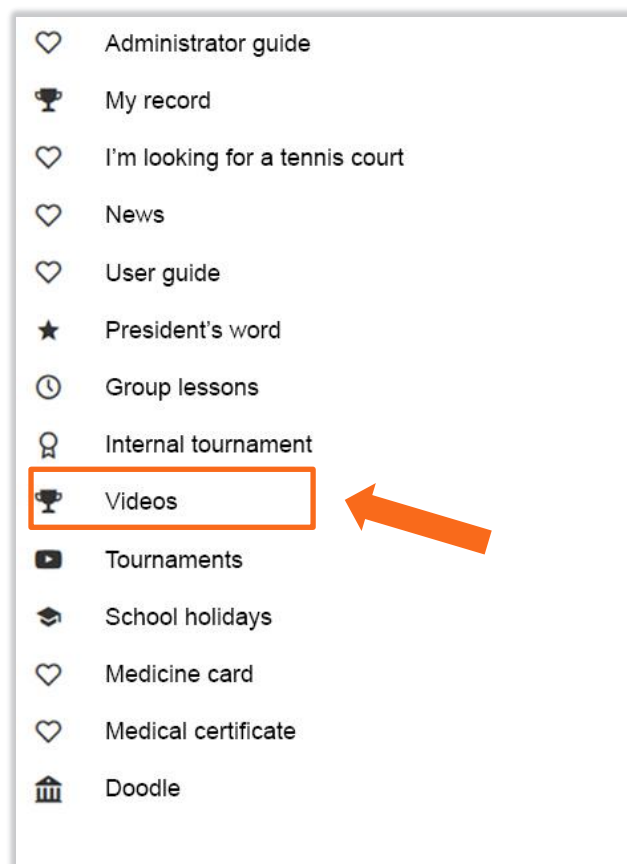 Administrator guide
My record
I'm looking for a tennis court
News
User guide
President's word
Group lessons
Internal tournament
Videos
Tournaments
School holidays
Medicine card
Medical certificate
Doodle